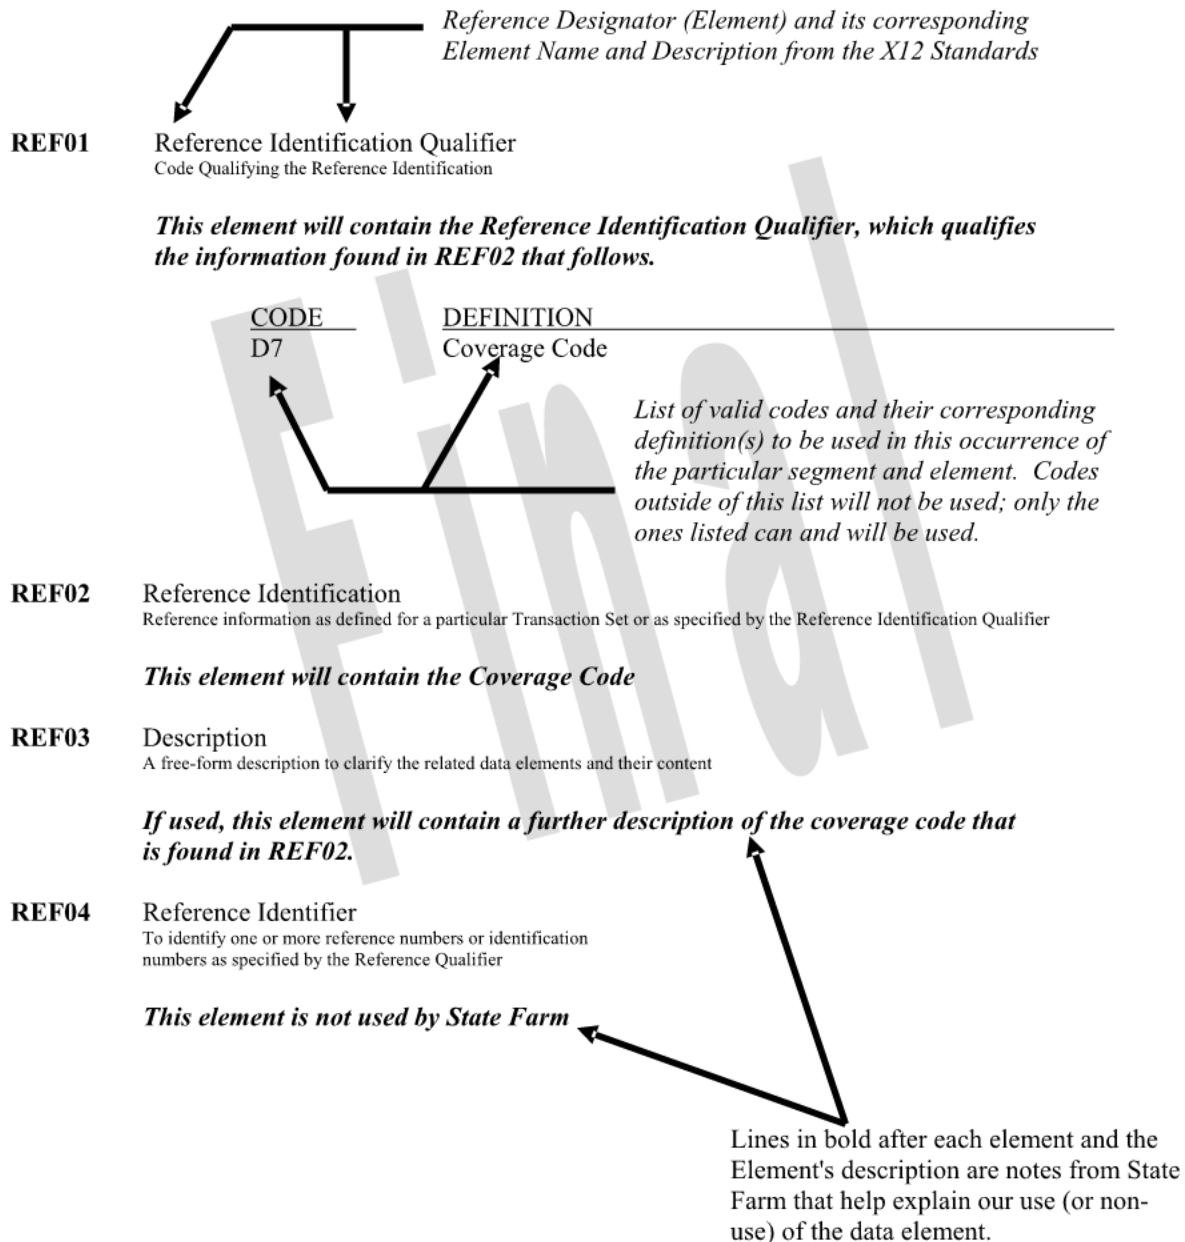 Reference Designator (Element) and its corresponding
Element Name and Description from the X12 Standards
REF01 Reference Identification Qualifier
Code Qualifying the Reference Identification
This element will contain the Reference Identification Qualifier, which qualifies
the information found in REF02 that follows.
CODE DEFINITION
D7 Coverage Code
List of valid codes and their corresponding
definition(s) to be used in this occurrence of
the particular segment and element. Codes
outside of this list will not be used; only the
ones listed can and will be used.
REF02 Reference Identification
Reference information as defined for a particular Transaction Set or as specified by the Reference Identification Qualifier
This element will contain the Coverage Code
REF03 Description
A free-form description to clarify the related data elements and their content
If used, this element will contain a further description of the coverage code that
is found in REF02.
REF04 Reference Identifier
To identify one or more reference numbers or identification
numbers as specified by the Reference Qualifier
This element is not used by State Farm
Lines in bold after each element and the
Element's description are notes from State
Farm that help explain our use (or non-
use) of the data element.
Final